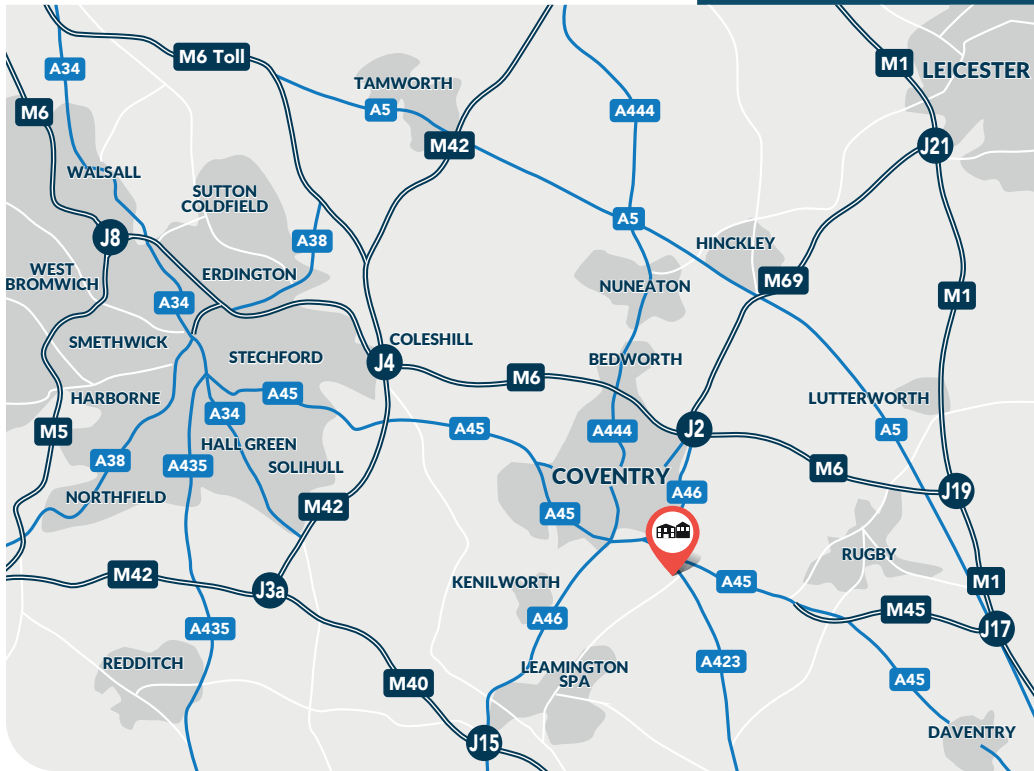 M1
M6 Toll
A34
LEICESTER
TAMWORTH
M6
A5
A444
M42
J21
WALSALL
SUTTON
COLDFIELD
A5
J8
A38
HINCKLEY
WEST
BROMWICH
ERDINGTON
M69
NUNEATON
A34
M1
SMETHWICK
COLESHILL
STECHFORD
J4
BEDWORTH
M6
A45
HARBORNE
LUTTERWORTH
A34
M5
A45
A444
J2
A5
HALL GREEN
A38
A435
SOLIHULL
M6
COVENTRY
NORTHFIELD
A46
J19
M42
A45
RUGBY
M42
KENILWORTH
A45
M1
J3a
A46
M45
A435
J17
REDDITCH
LEAMINGTON
SPA
A423
M40
A45
J15
DAVENTRY